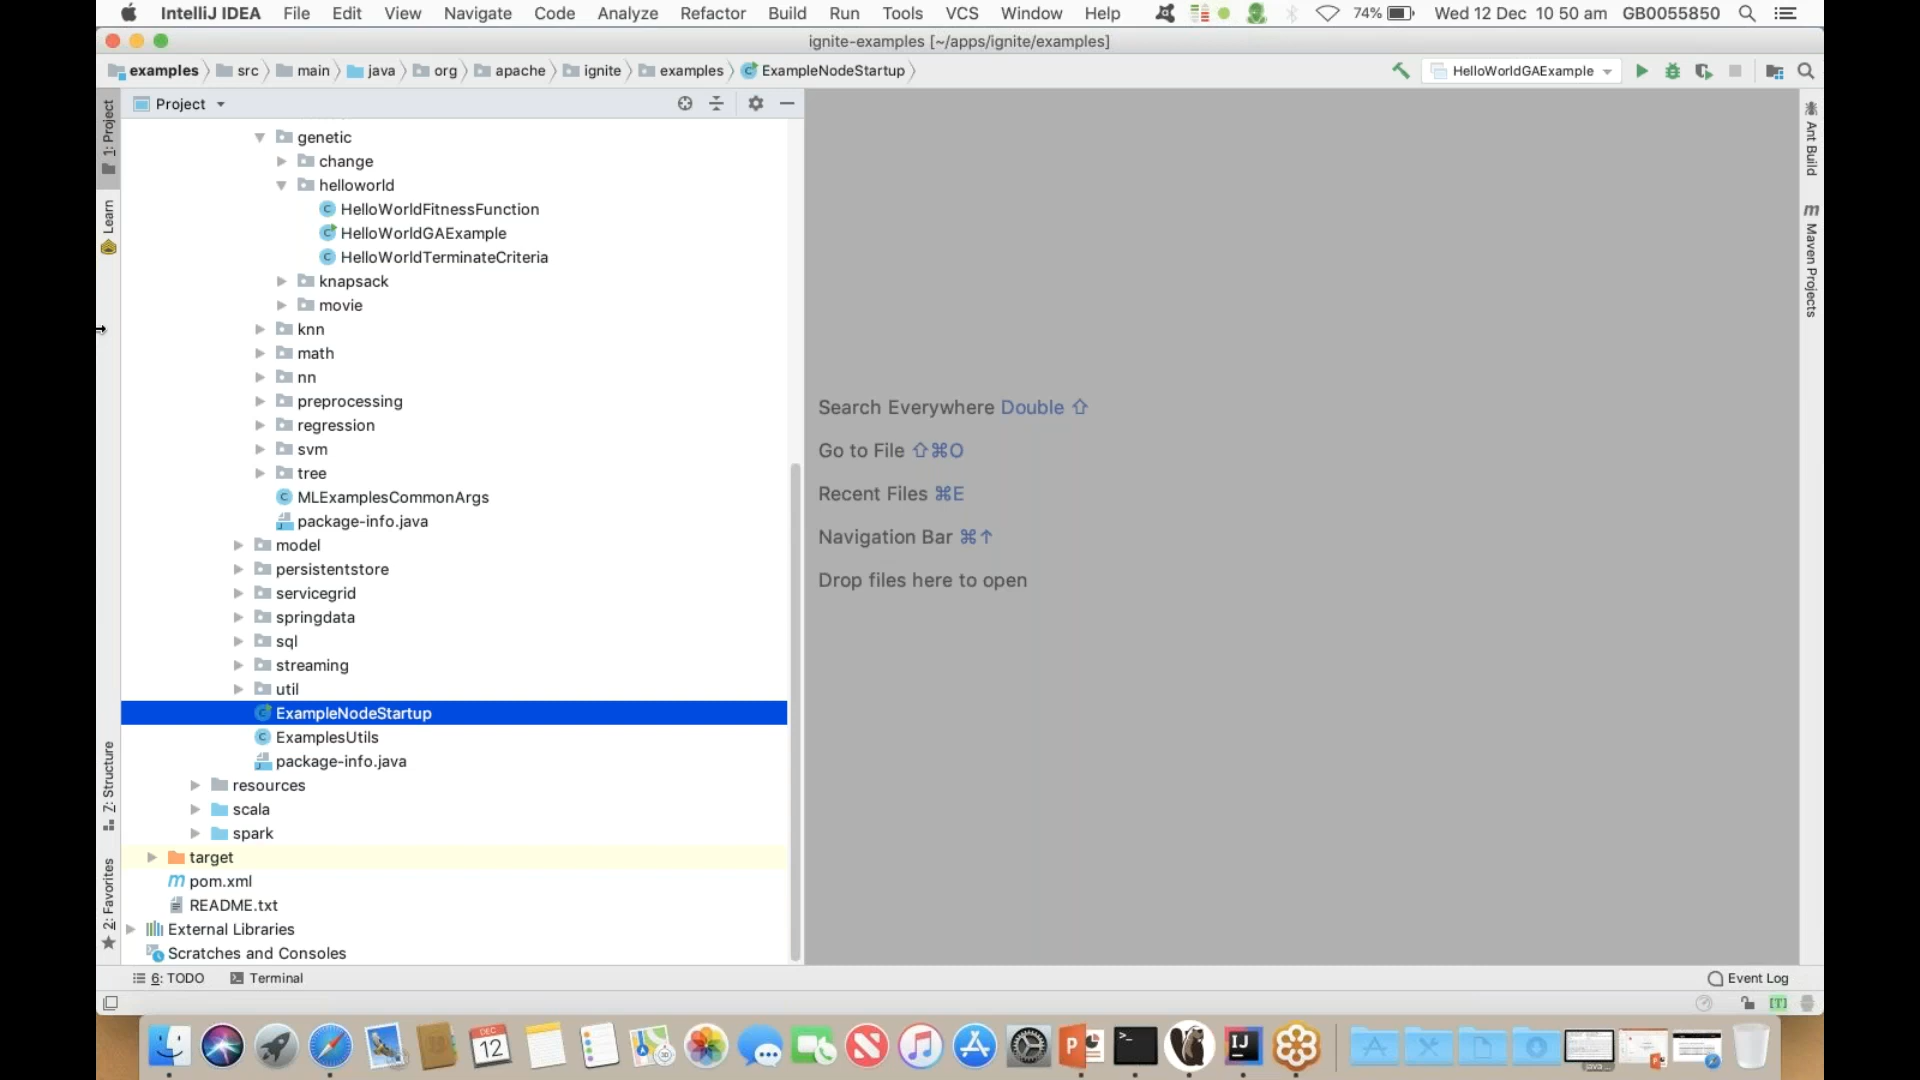 IntelliJ IDEA File Edit View Navigate Code Analyze Refactor Build Run Tools VCS Window Help 74% Wed 12 Dec 10 50 am GB0055850
ignite-examples [~/apps/ignite/examples]
examples src main java org apache ignite examples ExampleNodeStartup HelloWorldGAExample
Project
genetic
change
helloworld
HelloWorldFitnessFunction
HelloWorldGAExample
HelloWorldTerminateCriteria
knapsack
movie
knn
math
nn
preprocessing
regression
svm
tree
MLExamplesCommonArgs
package-info.java
model
persistentstore
servicegrid
springdata
sql
streaming
util
ExampleNodeStartup
ExamplesUtils
package-info.java
resources
scala
spark
target
pom.xml
README.txt
External Libraries
Scratches and Consoles
1: Project
Learn
7: Structure
2: Favorites
Search Everywhere Double ⇧
Go to File ⇧⌘O
Recent Files ⌘E
Navigation Bar ⌘↑
Drop files here to open
Ant Build
Maven Projects
6: TODO Terminal Event Log
[T]
DEC
12
IJ